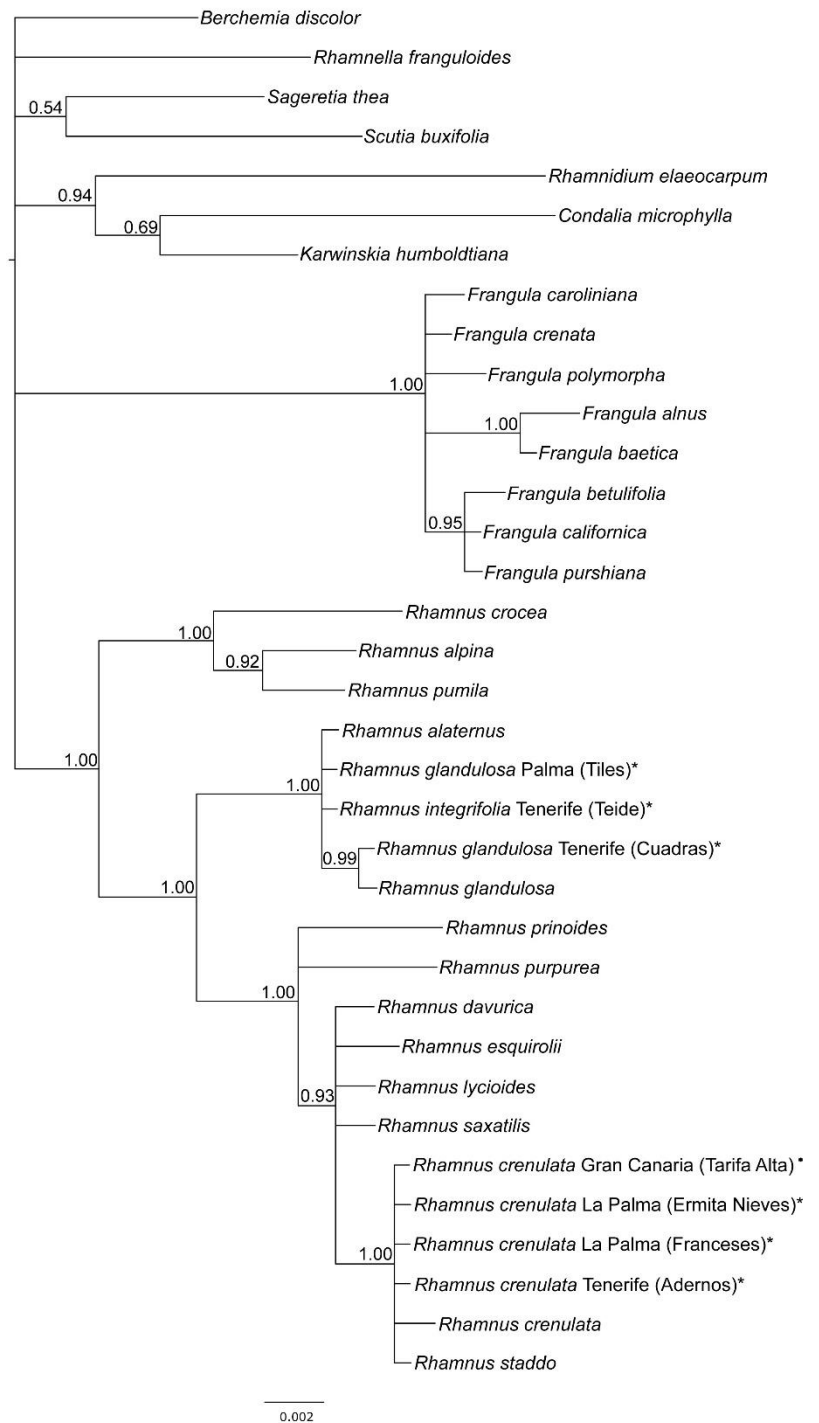 Berchemia discolor
Rhamnella franguloides
Sageretia thea
0.54
Scutia buxifolia
Rhamnidium elaeocarpum
0.94
Condalia microphylla
0.69
Karwinskia humboldtiana
Frangula caroliniana
Frangula crenata
Frangula polymorpha
1.00
Frangula alnus
1.00
Frangula baetica
Frangula betulifolia
0.95
Frangula californica
Frangula purshiana
Rhamnus crocea
1.00
Rhamnus alpina
0.92
Rhamnus pumila
Rhamnus alaternus
1.00
Rhamnus glandulosa Palma (Tiles)*
1.00
Rhamnus integrifolia Tenerife (Teide)*
Rhamnus glandulosa Tenerife (Cuadras)*
0.99
Rhamnus glandulosa
1.00
Rhamnus prinoides
Rhamnus purpurea
1.00
Rhamnus davurica
Rhamnus esquirolii
Rhamnus lycioides
0.93
Rhamnus saxatilis
Rhamnus crenulata Gran Canaria (Tarifa Alta)*
Rhamnus crenulata La Palma (Ermita Nieves)*
Rhamnus crenulata La Palma (Franceses)*
1.00
Rhamnus crenulata Tenerife (Adernos)*
Rhamnus crenulata
Rhamnus staddo
0.002